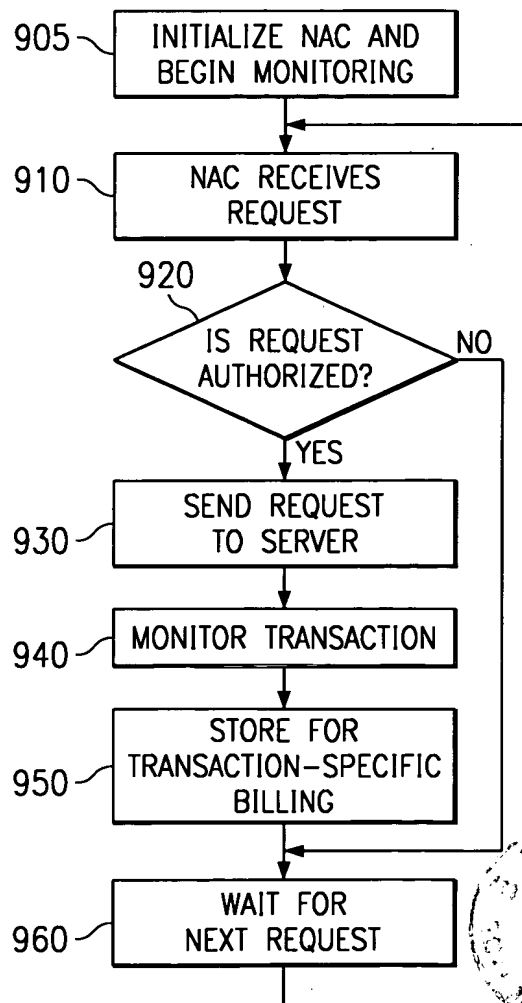 905
INITIALIZE NAC AND
BEGIN MONITORING
910
NAC RECEIVES
REQUEST
920
IS REQUEST
AUTHORIZED?
NO
YES
930
SEND REQUEST
TO SERVER
940
MONITOR TRANSACTION
950
STORE FOR
TRANSACTION-SPECIFIC
BILLING
960
WAIT FOR
NEXT REQUEST